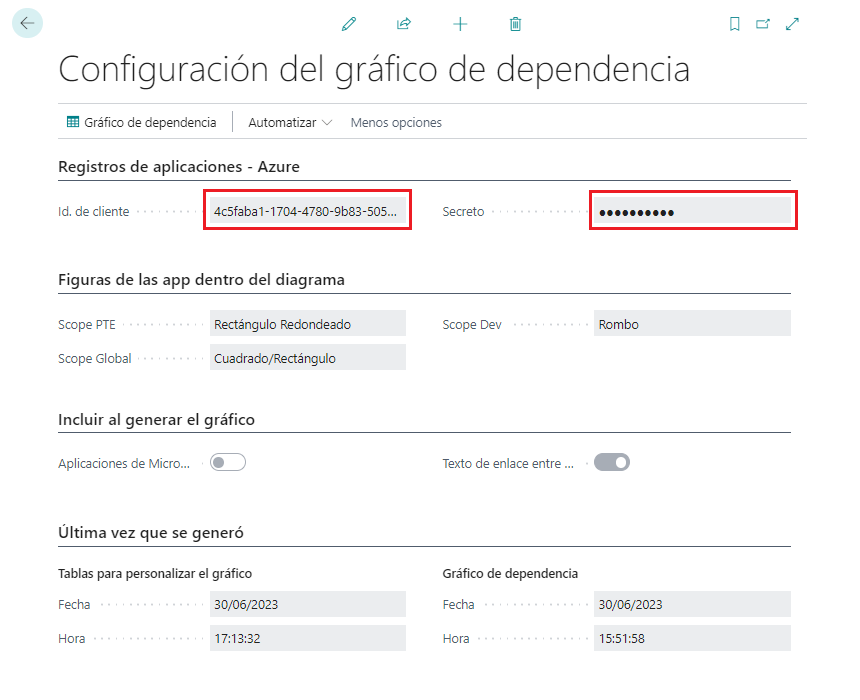 Configuración del gráfico de dependencia
Gráfico de dependencia Automatizar Menos opciones
Registros de aplicaciones - Azure
Id. de cliente 4c5faba1-1704-4780-9b83-505... Secreto ●●●●●●●●●●
Figuras de las app dentro del diagrama
Scope PTE Rectángulo Redondeado Scope Dev Rombo
Scope Global Cuadrado/Rectángulo
Incluir al generar el gráfico
Aplicaciones de Micro... Texto de enlace entre ...
Última vez que se generó
Tablas para personalizar el gráfico Gráfico de dependencia
Fecha 30/06/2023 Fecha 30/06/2023
Hora 17:13:32 Hora 15:51:58